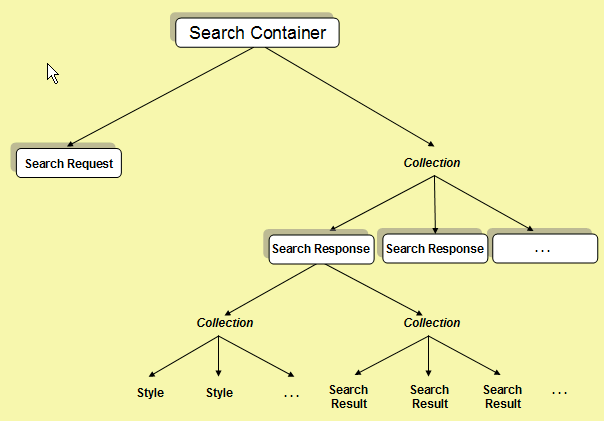 Search Container
Search Request
Collection
Search Response
Search Response
...
Collection
Collection
Style
Style
...
Search
Result
Search
Result
Search
Result
...